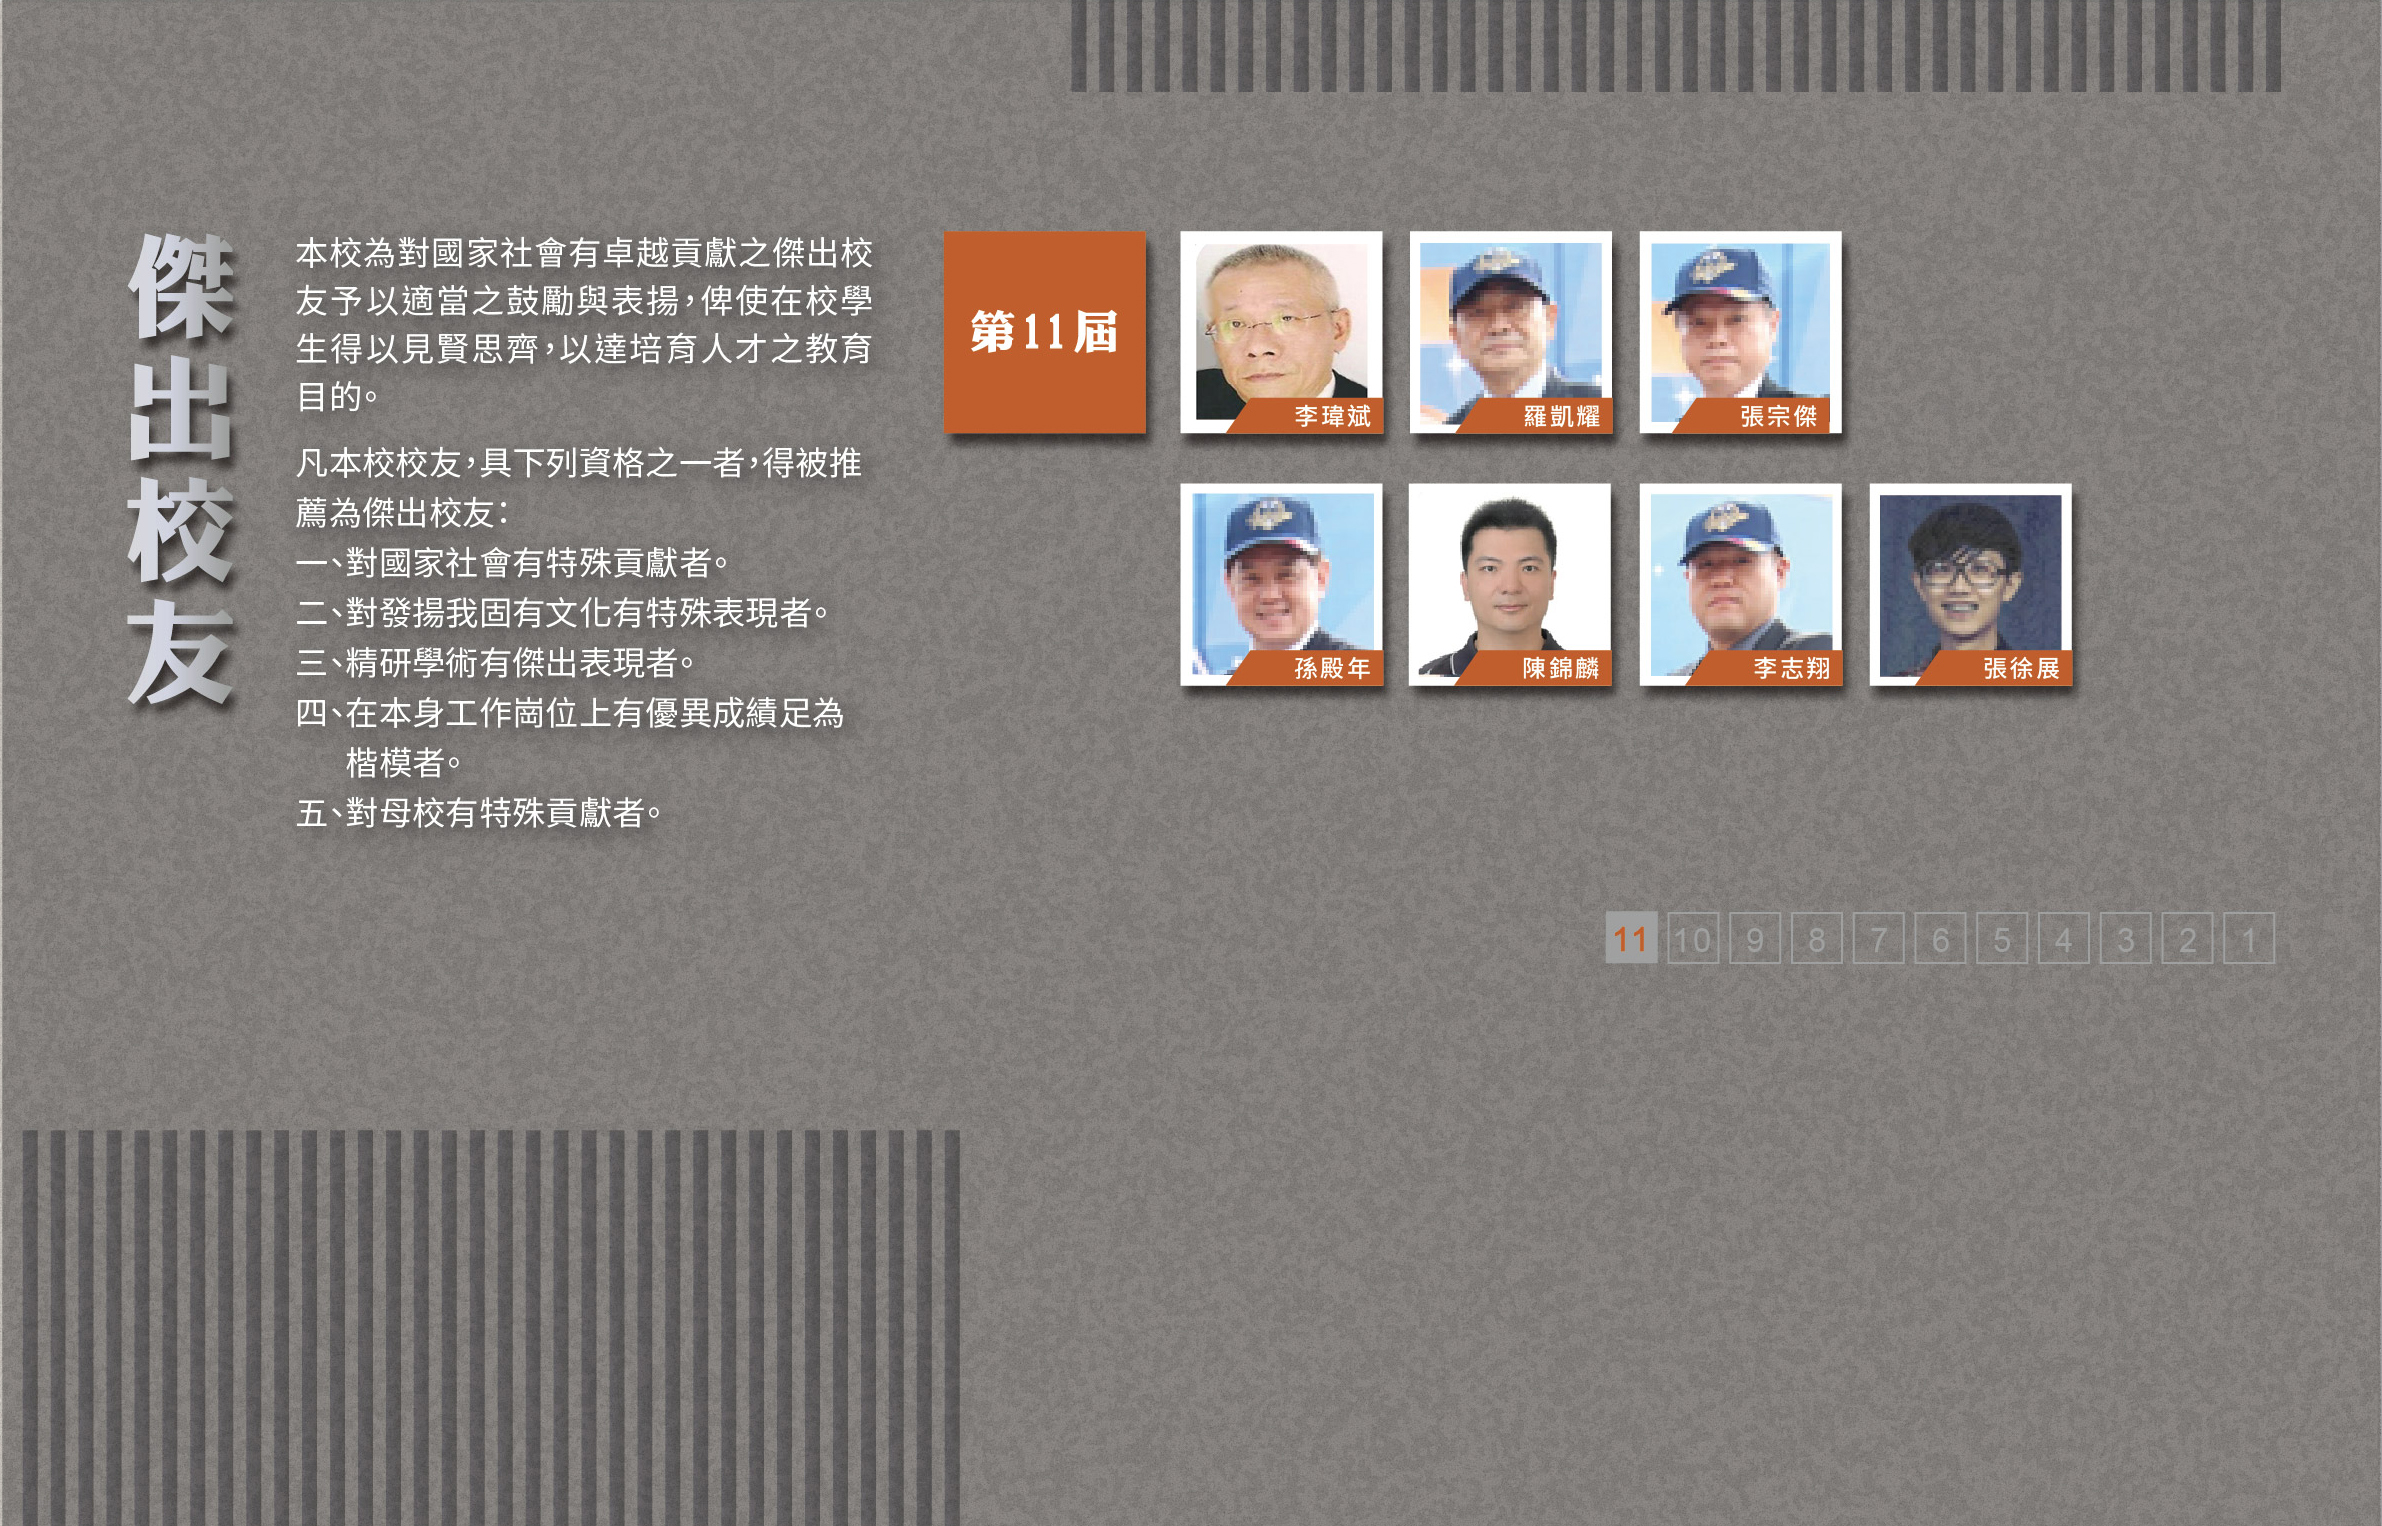 傑出校友
本校為對國家社會有卓越貢獻之傑出校
友予以適當之鼓勵與表揚，俾使在校學
生得以見賢思齊，以達培育人才之教育
目的。
凡本校校友，具下列資格之一者，得被推
薦為傑出校友：
一、對國家社會有特殊貢獻者。
二、對發揚我固有文化有特殊表現者。
三、精研學術有傑出表現者。
四、在本身工作崗位上有優異成績足為
楷模者。
五、對母校有特殊貢獻者。
第11屆
李瑋斌
羅凱耀
張宗傑
孫殿年
陳錦麟
李志翔
張徐展
11 10 9 8 7 6 5 4 3 2 1